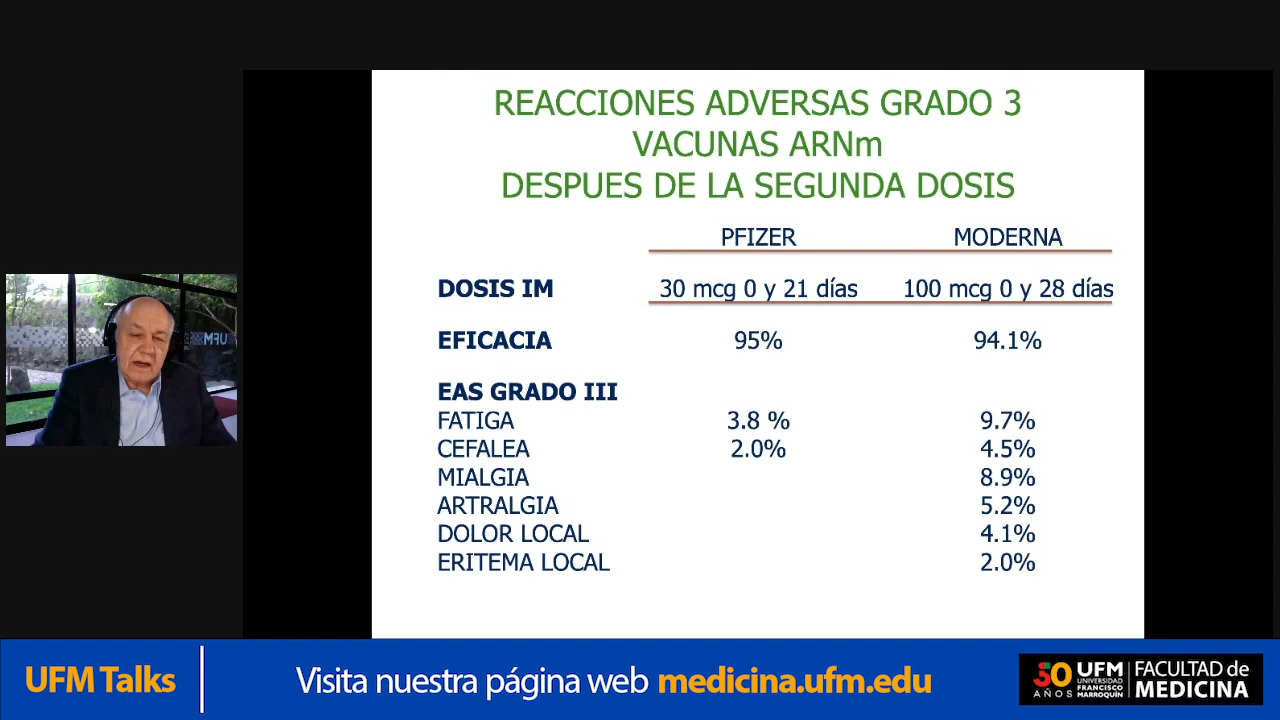 REACCIONES ADVERSAS GRADO 3
VACUNAS ARNm
DESPUES DE LA SEGUNDA DOSIS
PFIZER MODERNA
DOSIS IM 30 mcg 0 y 21 días 100 mcg 0 y 28 días
EFICACIA 95% 94.1%
EAS GRADO III
FATIGA 3.8 % 9.7%
CEFALEA 2.0% 4.5%
MIALGIA 8.9%
ARTRALGIA 5.2%
DOLOR LOCAL 4.1%
ERITEMA LOCAL 2.0%
UFM
UFM Talks
Visita nuestra página web medicina.ufm.edu
50 AÑOS
UFM
UNIVERSIDAD
FRANCISCO
MARROQUÍN
FACULTAD de
MEDICINA